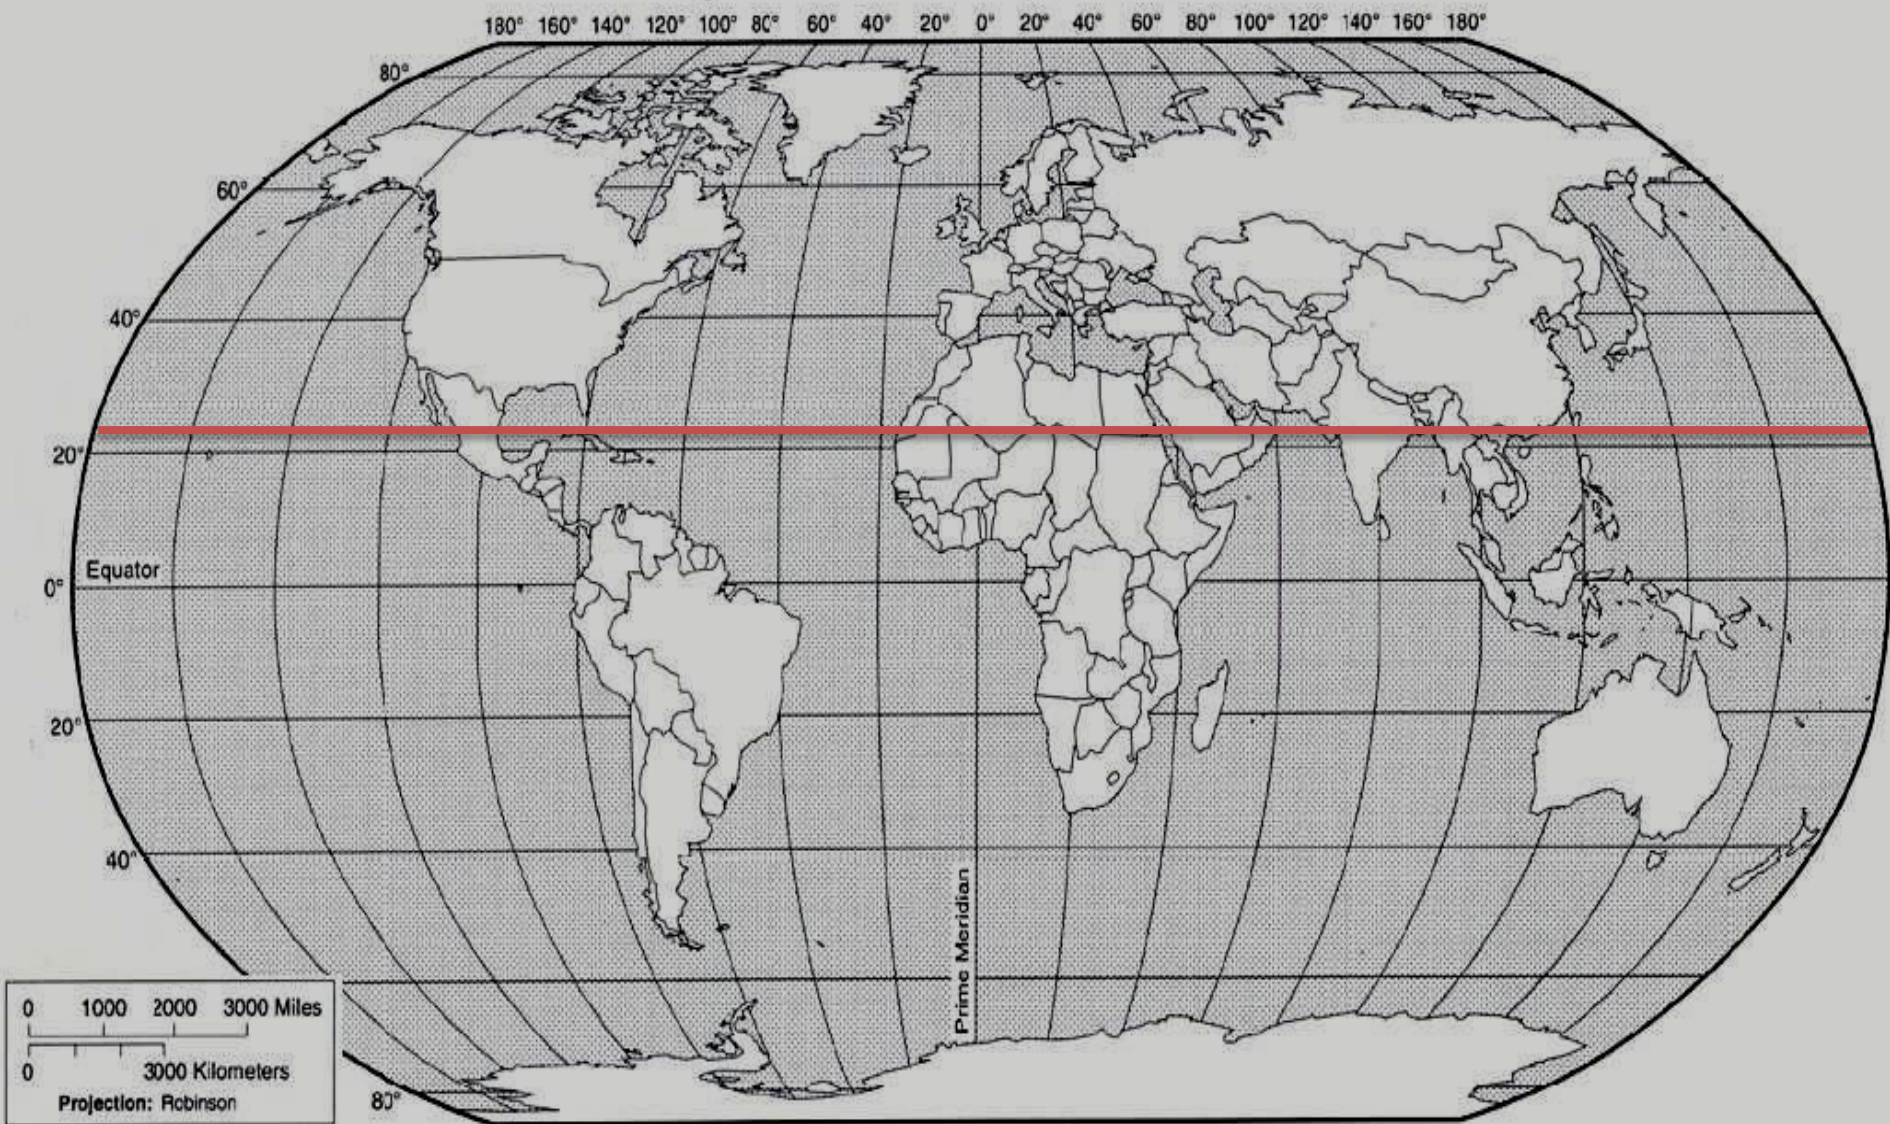 180° 160° 140° 120° 100° 80° 60° 40° 20° 0° 20° 40° 60° 80° 100° 120° 140° 160° 180°
80°
60°
40°
20°
Equator
0°
20°
40°
Prime Meridian
0 1000 2000 3000 Miles
0 3000 Kilometers
Projection: Robinson
80°